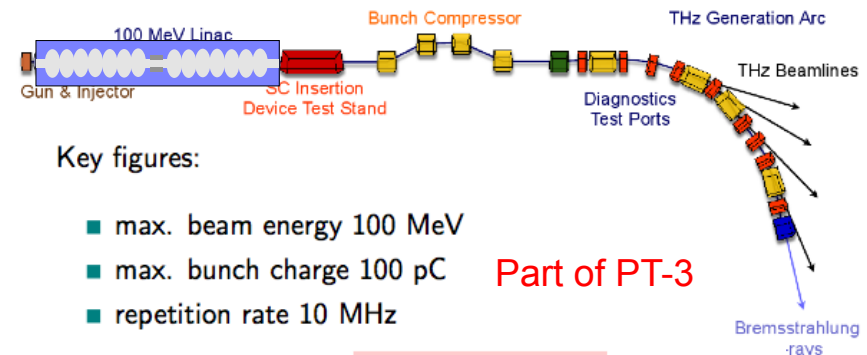 Bunch Compressor
THz Generation Arc
100 MeV Linac
THz Beamlines
Gun & Injector
SC Insertion
Device Test Stand
Diagnostics
Test Ports
Key figures:
max. beam energy 100 MeV
max. bunch charge 100 pC
repetition rate 10 MHz
Part of PT-3
Bremsstrahlung
-rays